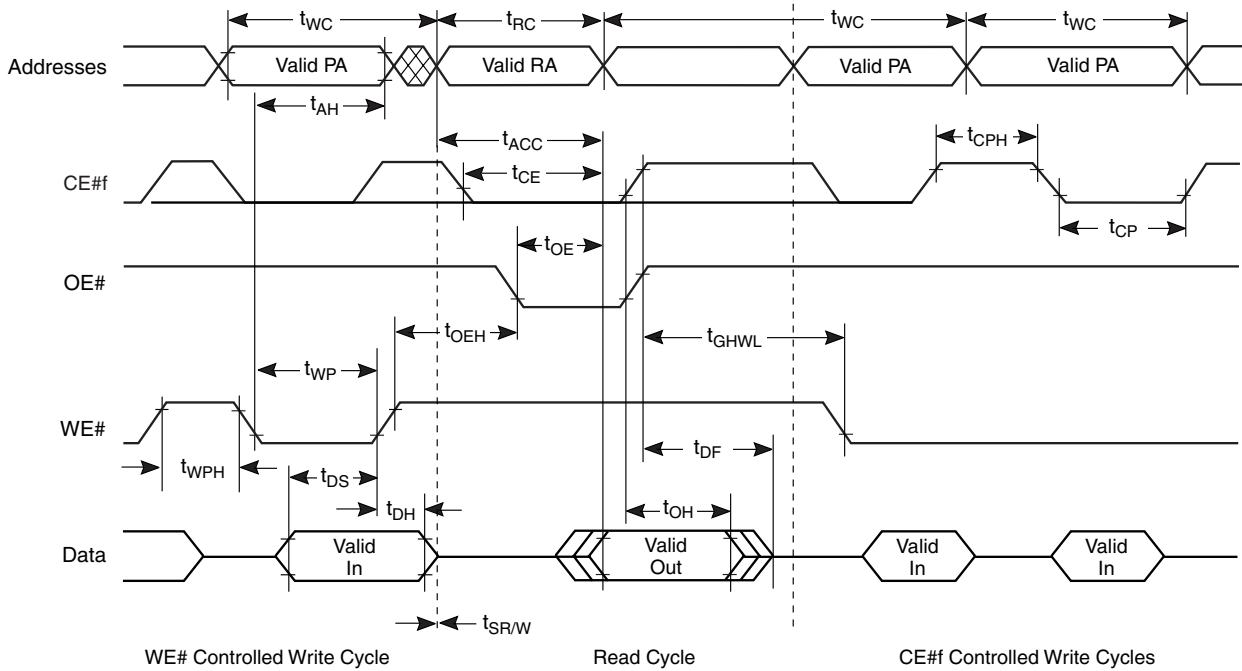 tWC tRC tWC tWC
Addresses Valid PA Valid RA Valid PA Valid PA
tAH
tACC tCPH
CE#f tCE
tCP
tOE
OE#
tOEH tGHWL
tWP
WE#
tDF
tWPH tDS
tDH tOH
Data Valid In Valid Out Valid In Valid In
tSR/W
WE# Controlled Write Cycle Read Cycle CE#f Controlled Write Cycles